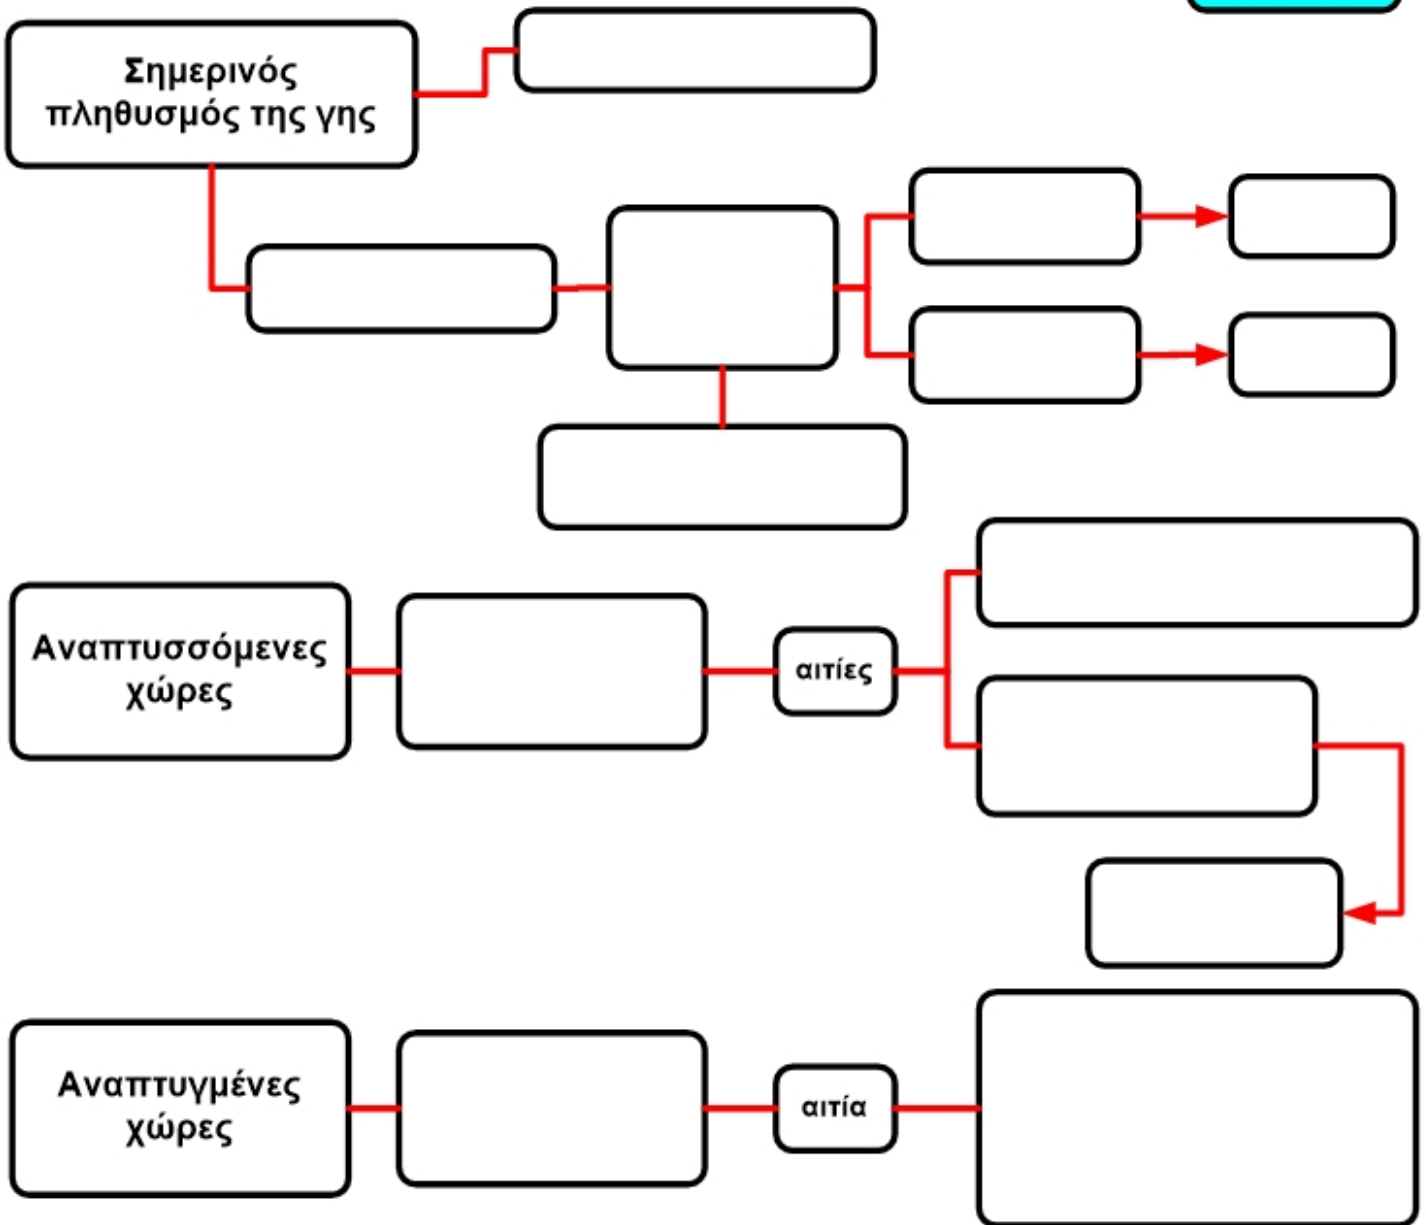 Σημερινός
πληθυσμός της γης
Αναπτυσσόμενες
χώρες
αιτίες
Αναπτυγμένες
χώρες
αιτία